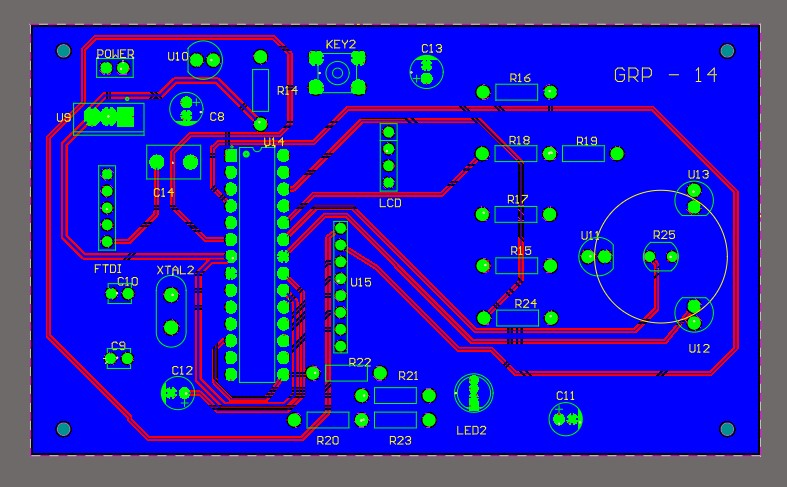 POWER
U10
KEY2
C13
GRP - 14
R14
R16
U9
C8
U14
R18
R19
C14
U13
LCD
R17
U11
R25
R15
FTDI
XTAL2
C10
U15
R24
C9
U12
R22
C12
R21
C11
LED2
R20
R23